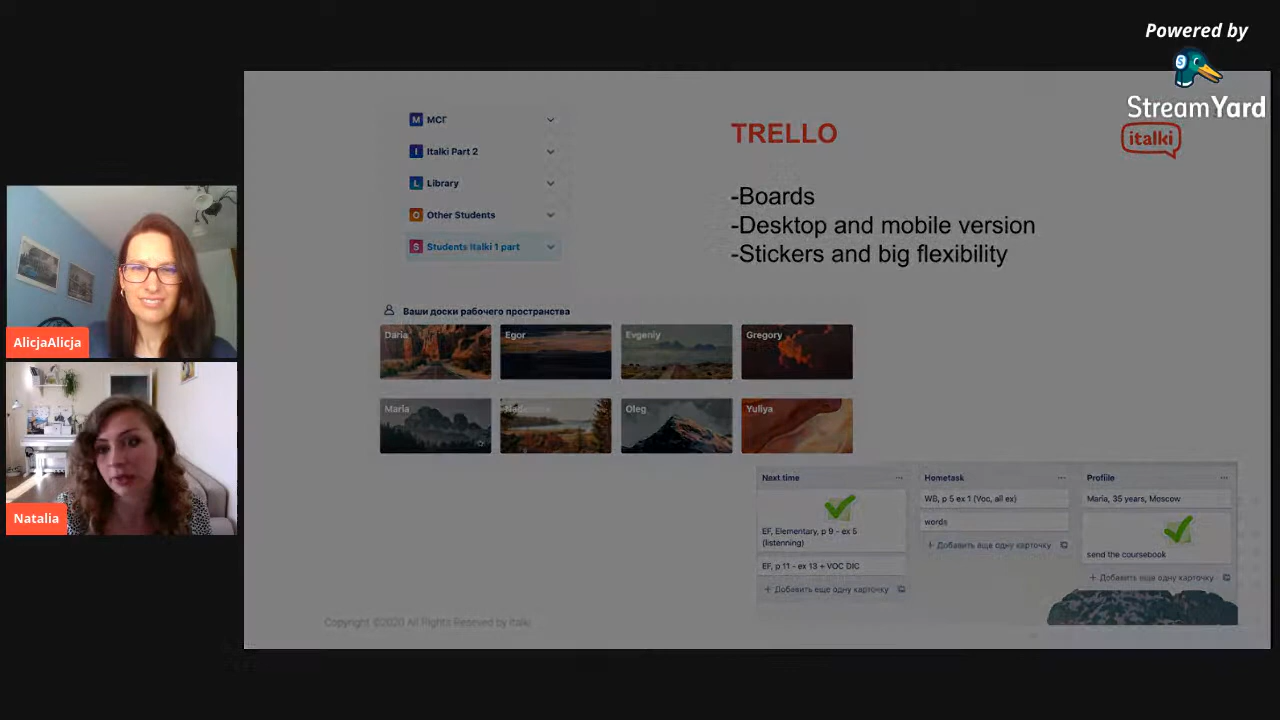 Powered by
StreamYard
italki
МСГ
Italki Part 2
Library
Other Students
Students Italki 1 part
TRELLO
-Boards
-Desktop and mobile version
-Stickers and big flexibility
Ваши доски рабочего пространства
Daria
Egor
Evgeniy
Gregory
Maria
Oleg
Yuliya
AlicjaAlicja
Natalia
Next time
EF, Elementary, p 9 - ex 5
(listenning)
EF, p 11 - ex 13 + VOC DIC
+ Добавить еще одну карточку
Hometask
WB, p 5 ex 1 (Voc, all ex)
words
+ Добавить еще одну карточку
Profile
Maria, 35 years, Moscow
send the coursebook
+ Добавить еще одну карточку
Copyright ©2020 All Rights Reseved by italki